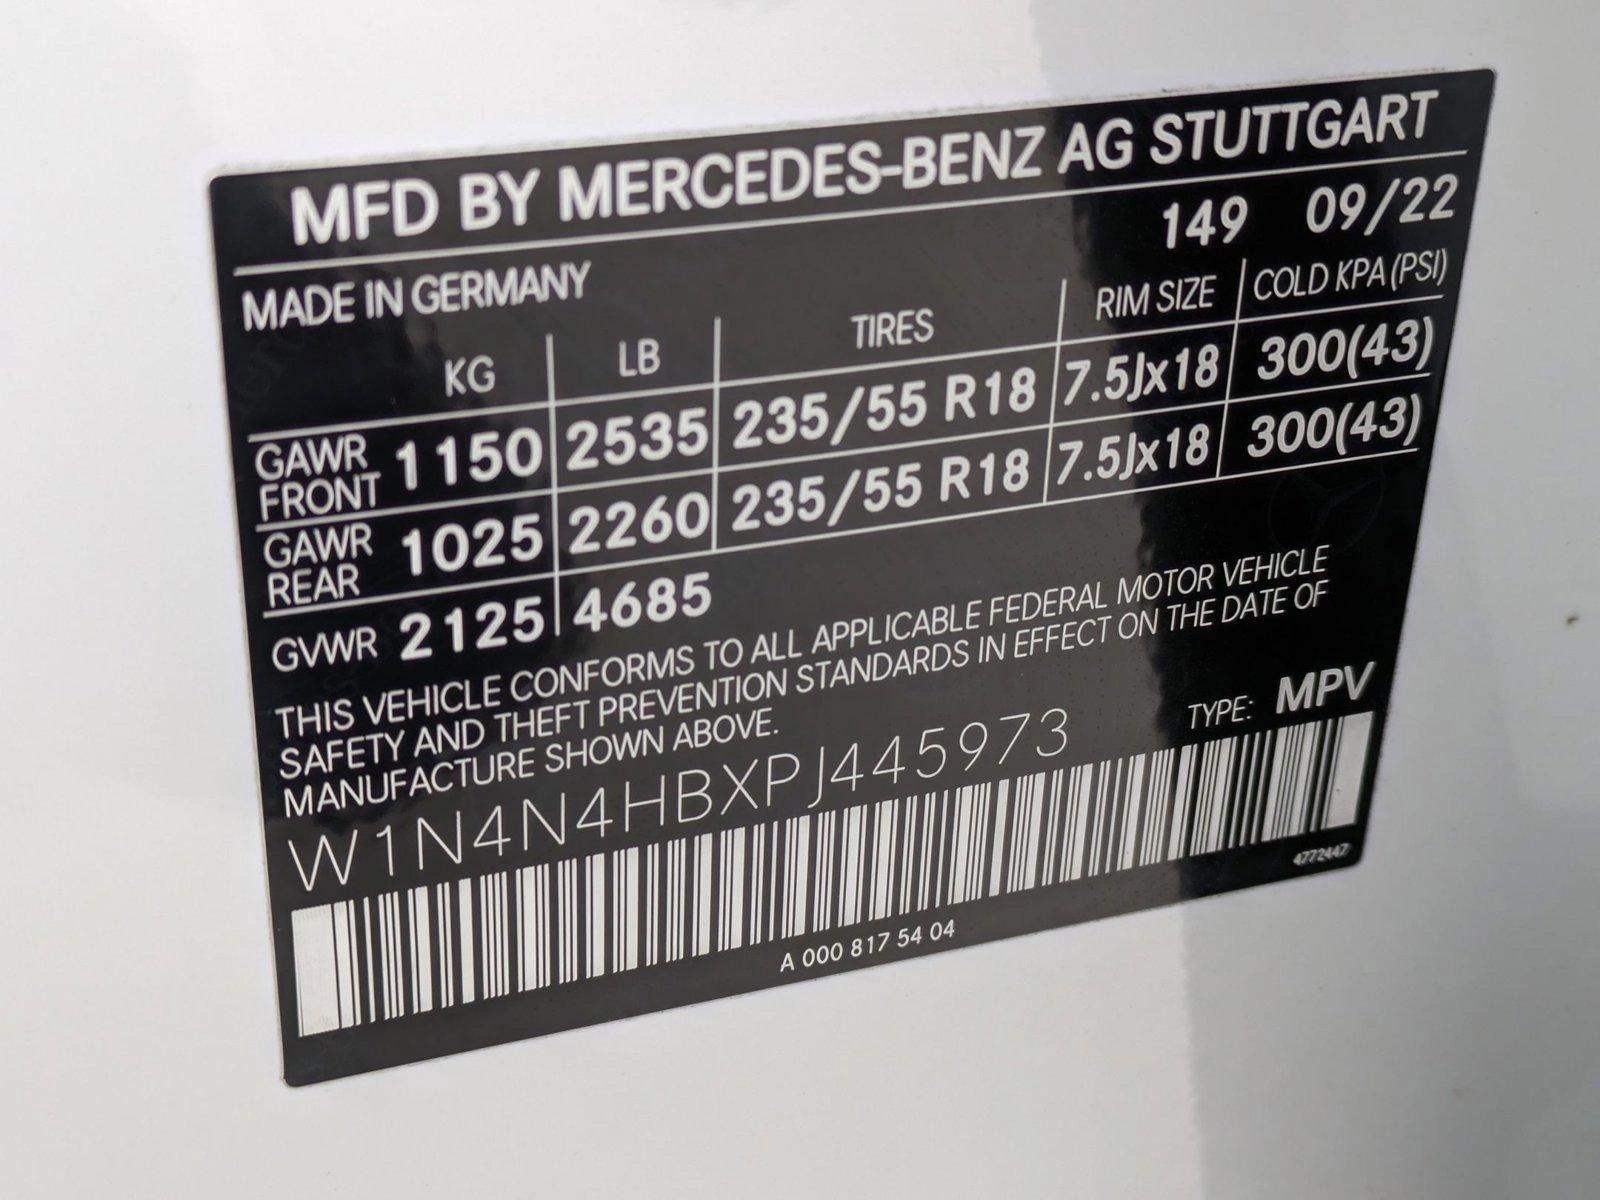 MFD BY MERCEDES-BENZ AG STUTTGART
149 09/22
MADE IN GERMANY
KG LB TIRES RIM SIZE COLD KPA (PSI)
GAWR FRONT 1150 2535 235/55 R18 7.5Jx18 300(43)
GAWR REAR 1025 2260 235/55 R18 7.5Jx18 300(43)
GVWR 2125 4685
THIS VEHICLE CONFORMS TO ALL APPLICABLE FEDERAL MOTOR VEHICLE
SAFETY AND THEFT PREVENTION STANDARDS IN EFFECT ON THE DATE OF
MANUFACTURE SHOWN ABOVE.
TYPE: MPV
W1N4N4HBXPJ445973
4772447
A 000 817 54 04